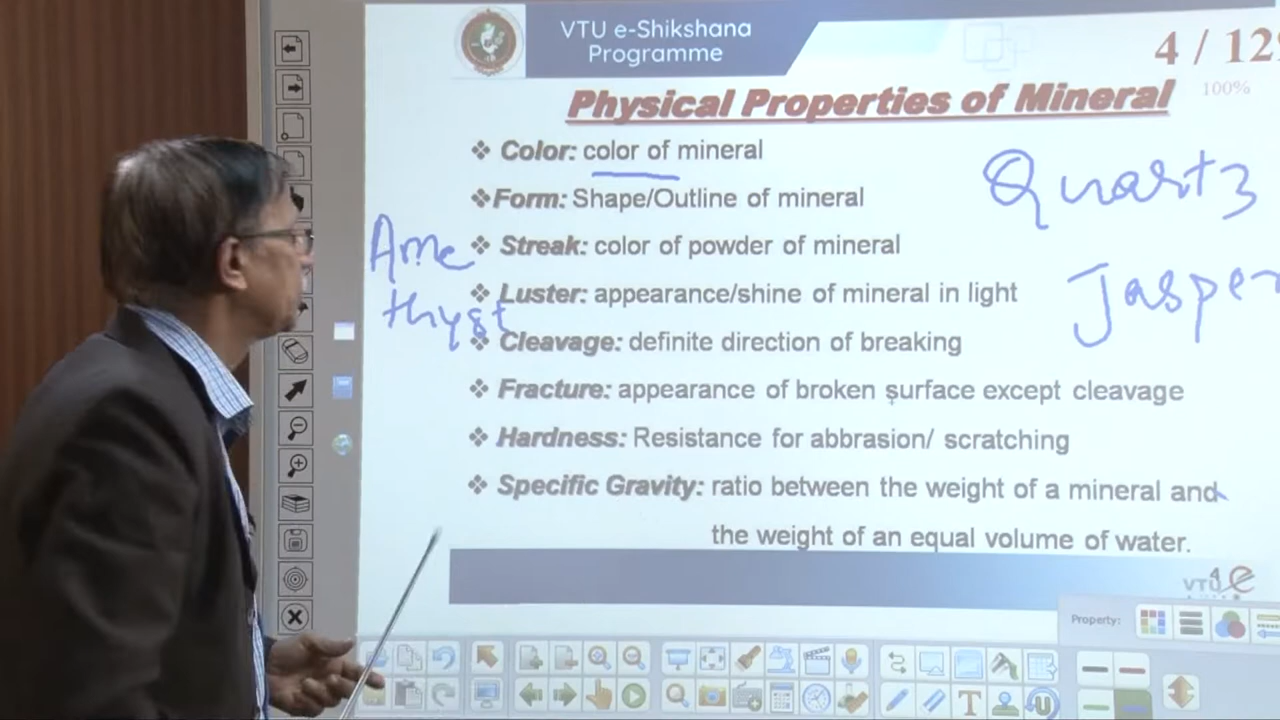 VTU e-Shikshana
Programme
4 / 129
100%
Physical Properties of Mineral
❖ Color: color of mineral
Quartz
❖Form: Shape/Outline of mineral
Ame
❖ Streak: color of powder of mineral
Jasper
❖ Luster: appearance/shine of mineral in light
thyst
❖ Cleavage: definite direction of breaking
❖ Fracture: appearance of broken surface except cleavage
❖ Hardness: Resistance for abbrasion/ scratching
❖ Specific Gravity: ratio between the weight of a mineral and
the weight of an equal volume of water.
4
VTU e
Property: